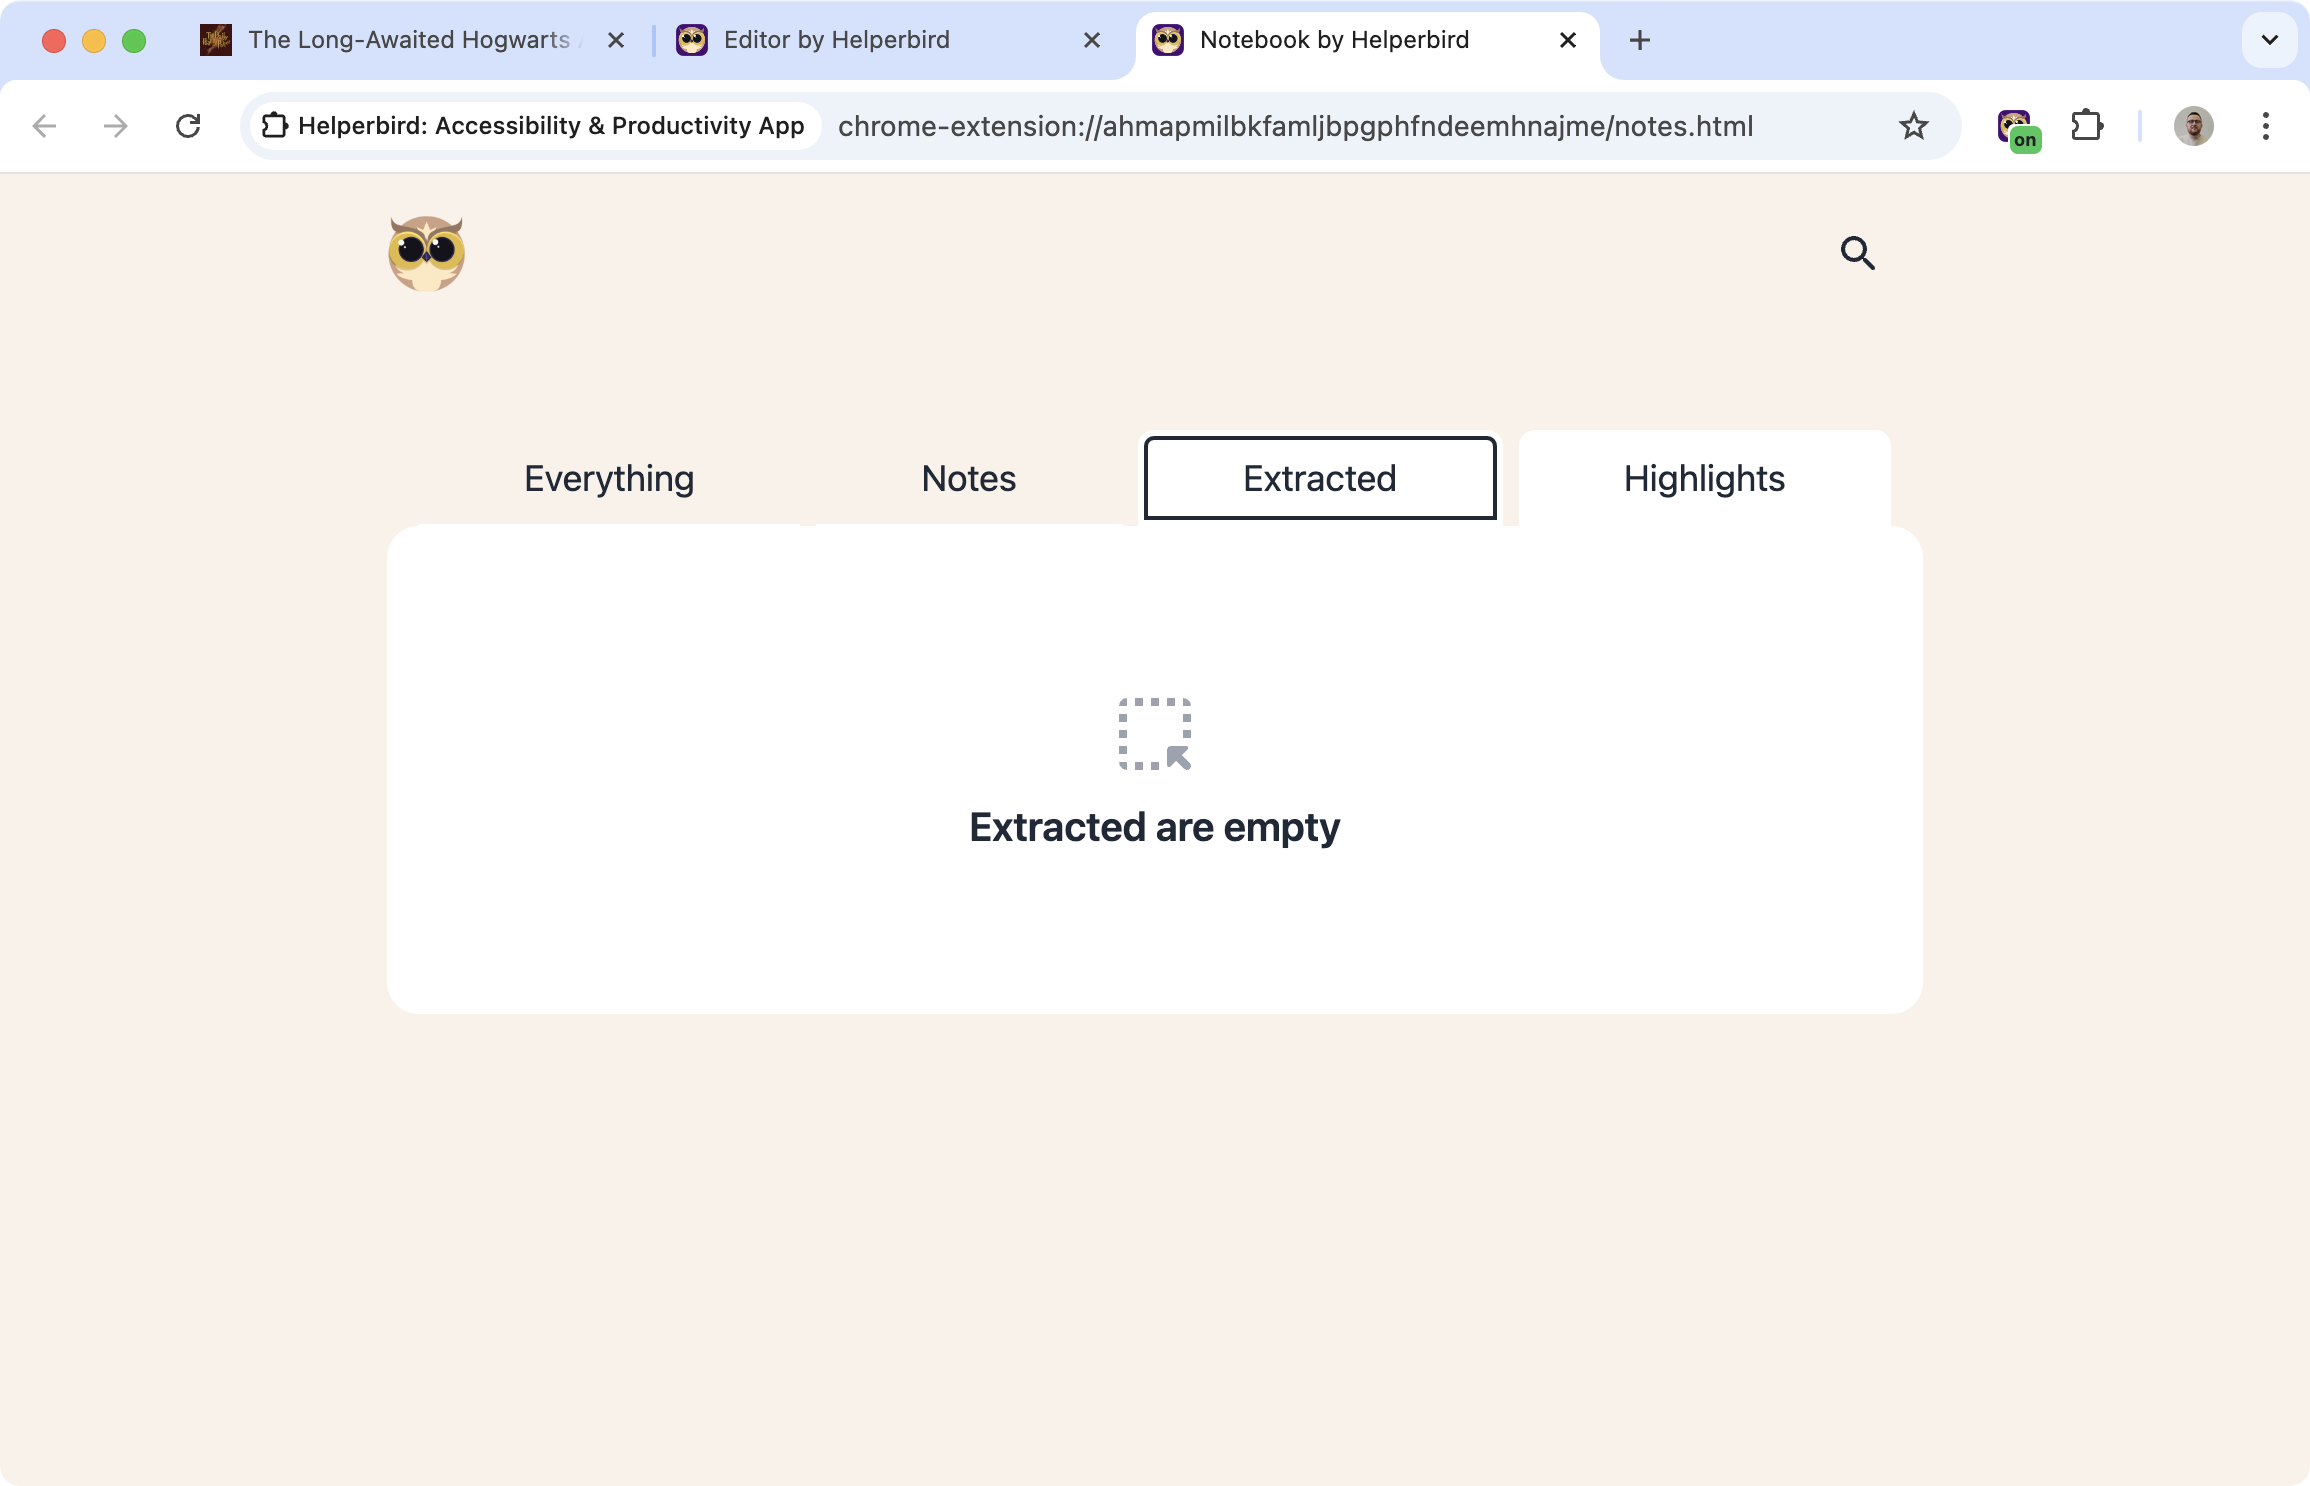 The Long-Awaited Hogwarts
Editor by Helperbird
Notebook by Helperbird
Helperbird: Accessibility & Productivity App
chrome-extension://ahmapmilbkfamljbpgphfndeemhnajme/notes.html
on
Everything
Notes
Extracted
Highlights
Extracted are empty